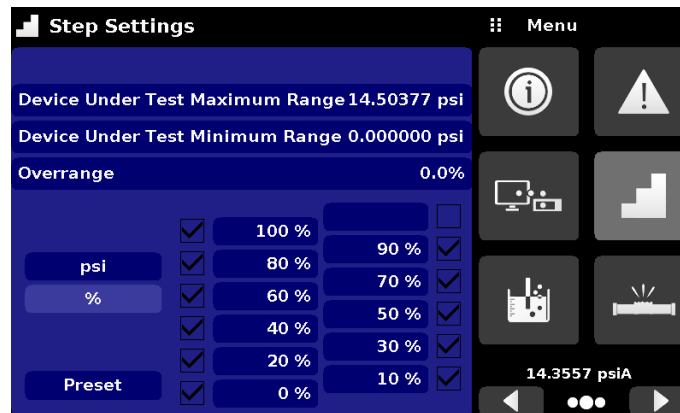 Step Settings
Menu
Device Under Test Maximum Range 14.50377 psi
Device Under Test Minimum Range 0.000000 psi
Overrange 0.0%
100 %
90 %
psi
80 %
70 %
%
60 %
50 %
40 %
30 %
20 %
10 %
Preset
0 %
14.3557 psiA